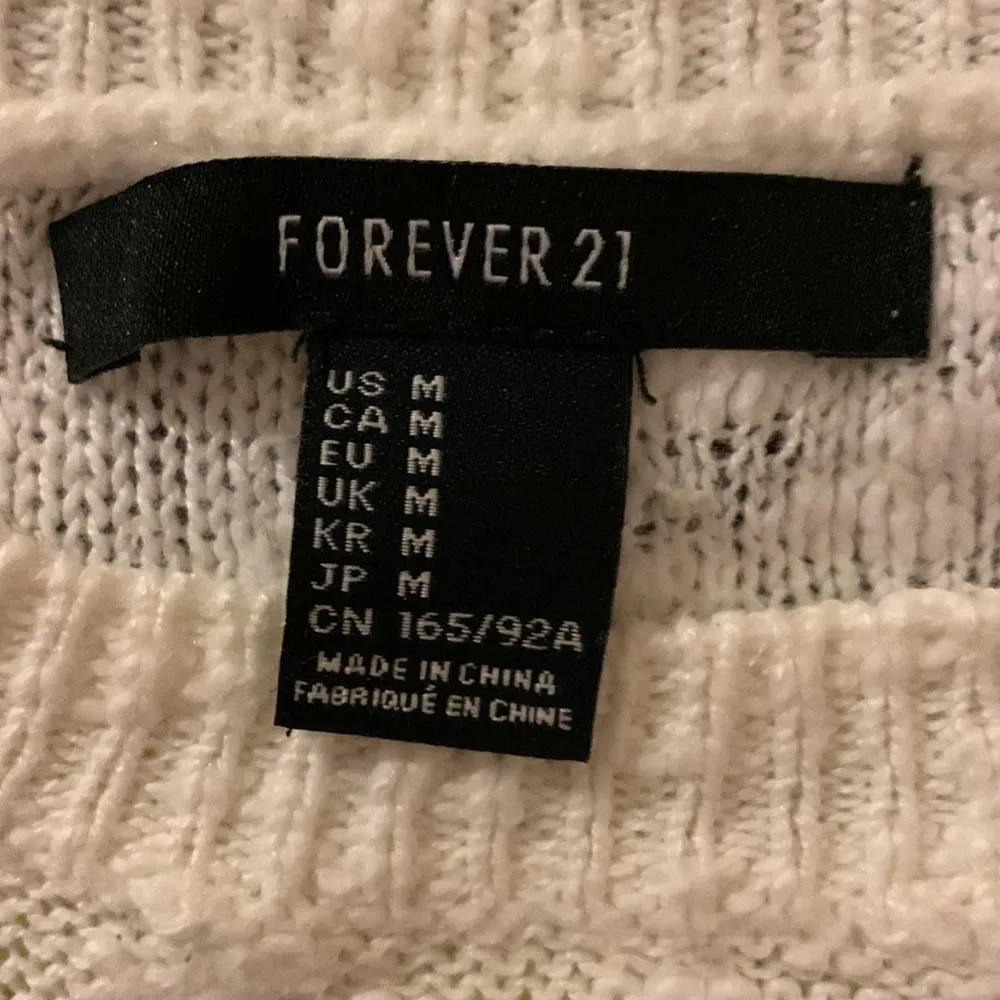 FOREVER 21
US M
CA M
EU M
UK M
KR M
JP M
CN 165/92A
MADE IN CHINA
FABRIQUÉ EN CHINE